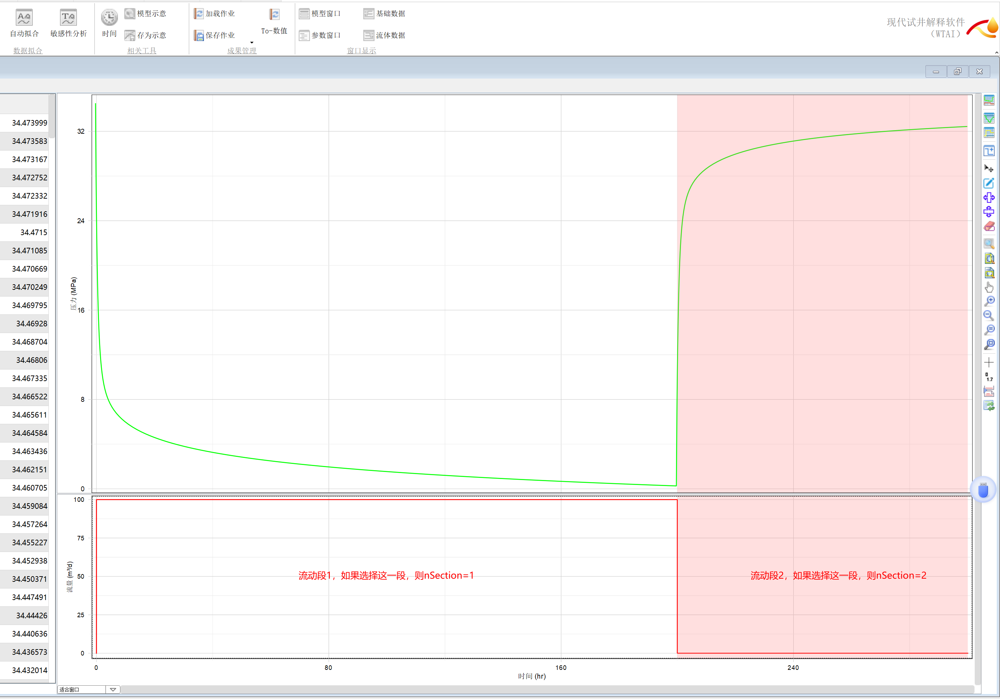 自动拟合
敏感性分析
数据拟合
时间
模型示意
存为示意
相关工具
加载作业
保存作业
To-数值
成果管理
模型窗口
基础数据
参数窗口
流体数据
窗口显示
现代试井解释软件
(WTAI)
34.473999
34.473583
34.473167
34.472752
34.472332
34.471916
34.4715
34.471085
34.470669
34.470249
34.469795
34.46928
34.468704
34.46806
34.467335
34.466522
34.465611
34.464584
34.463436
34.462151
34.460705
34.459084
34.457264
34.455227
34.452938
34.450371
34.447491
34.44426
34.440636
34.436573
34.432014
32
24
16
8
0
压力 (MPa)
100
75
50
25
0
流量 (m³/d)
流动段1，如果选择这一段，则nSection=1
流动段2，如果选择这一段，则nSection=2
0
80
160
240
时间 (hr)
适合窗口